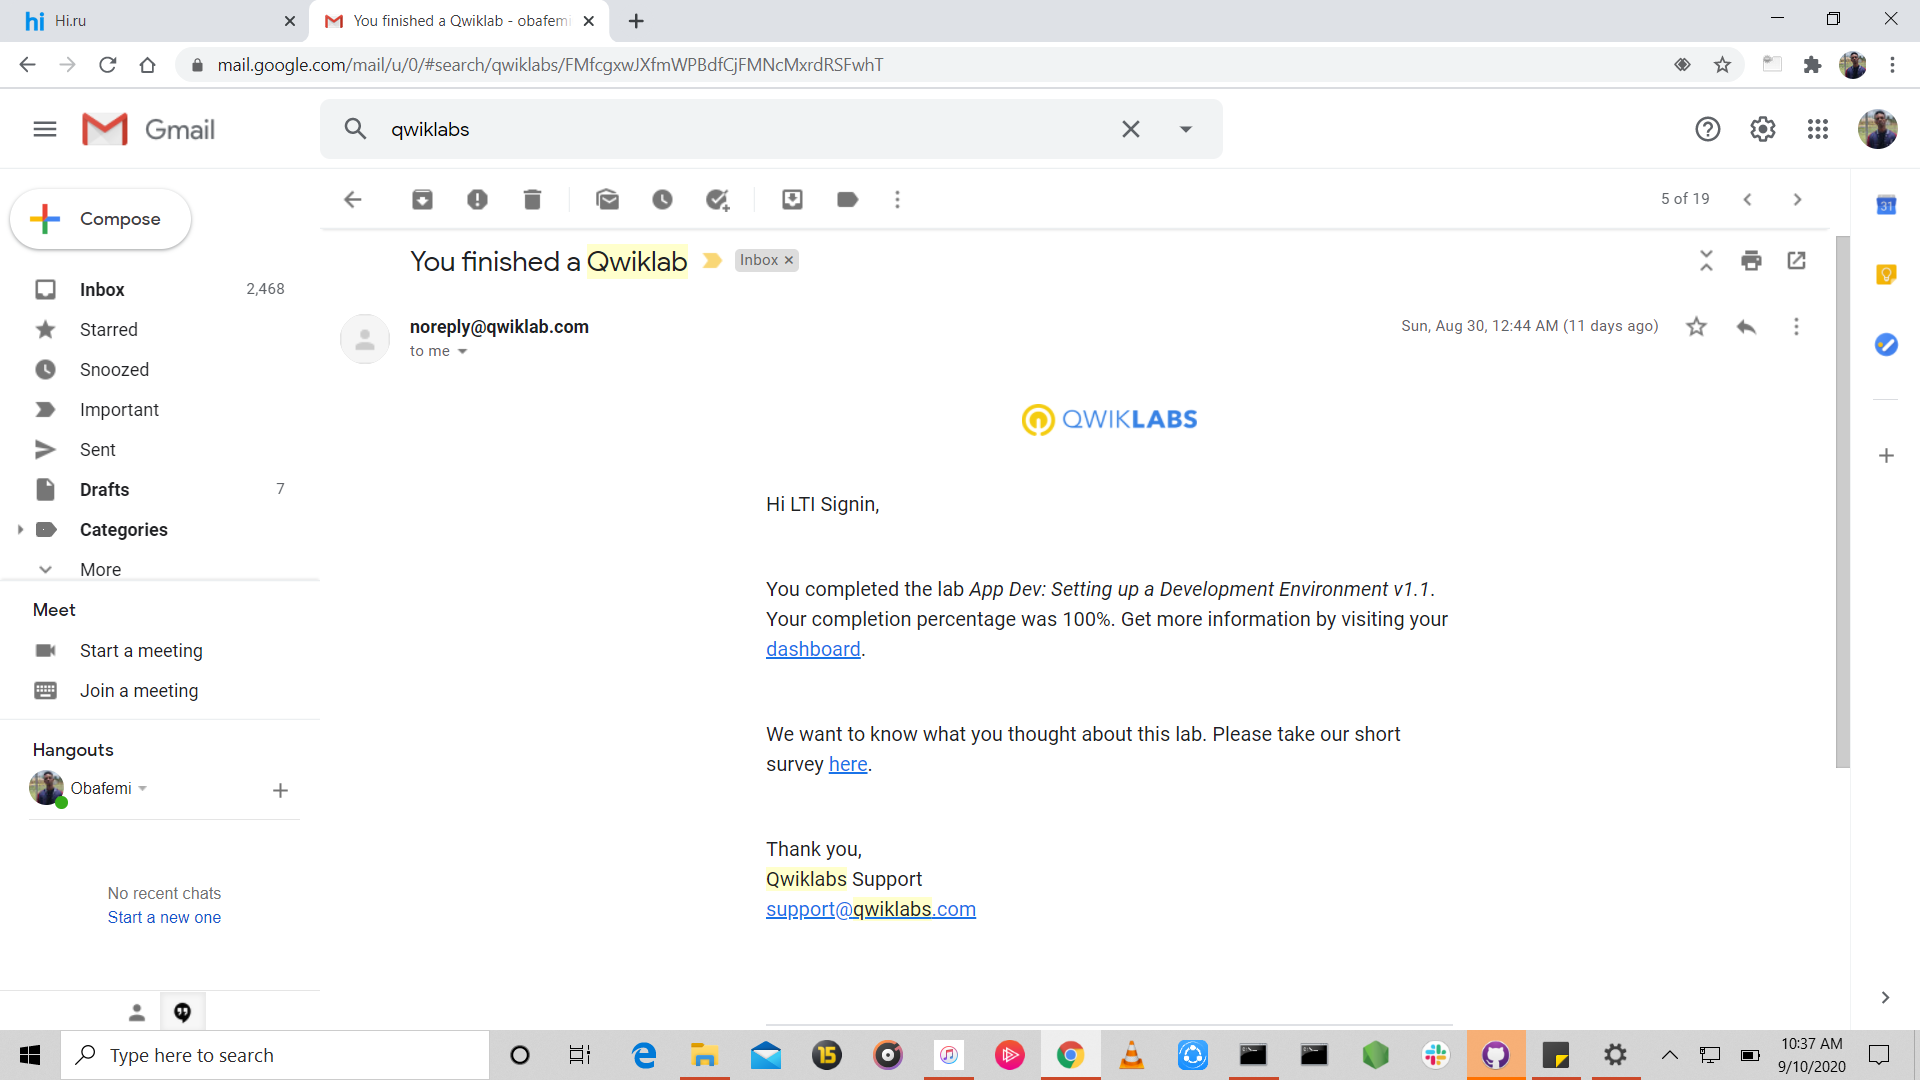 Hi.ru
You finished a Qwiklab - obafemi
mail.google.com/mail/u/0/#search/qwiklabs/FMfcgxwJXfmWPBdfCjFMNcMxrdRSFwhT
Gmail
qwiklabs
Compose
5 of 19
31
You finished a Qwiklab
Inbox
Inbox 2,468
Starred
Snoozed
Important
Sent
Drafts 7
Categories
More
noreply@qwiklab.com
Sun, Aug 30, 12:44 AM (11 days ago)
to me
QWIKLABS
Hi LTI Signin,
You completed the lab App Dev: Setting up a Development Environment v1.1.
Your completion percentage was 100%. Get more information by visiting your
dashboard.
We want to know what you thought about this lab. Please take our short
survey here.
Thank you,
Qwiklabs Support
support@qwiklabs.com
Meet
Start a meeting
Join a meeting
Hangouts
Obafemi
No recent chats
Start a new one
Type here to search
15
10:37 AM
9/10/2020